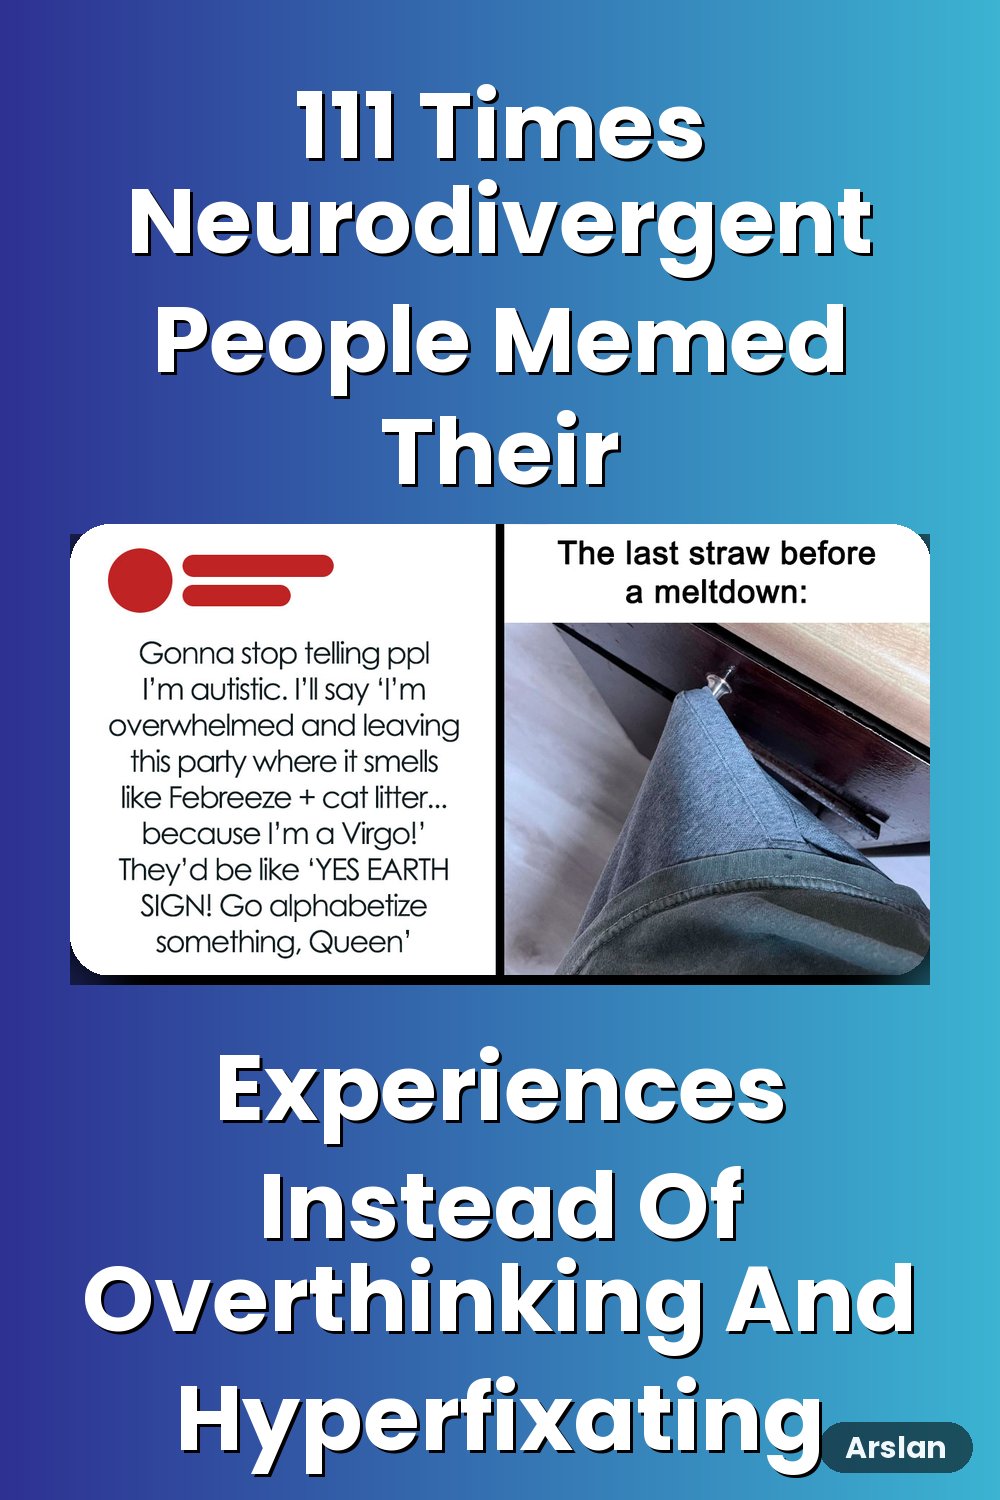 111 Times
Neurodivergent
People Memed
Their
Gonna stop telling ppl
I’m autistic. I’ll say ‘I’m
overwhelmed and leaving
this party where it smells
like Febreeze + cat litter...
because I’m a Virgo!’
They’d be like ‘YES EARTH
SIGN! Go alphabetize
something, Queen’
The last straw before
a meltdown:
Experiences
Instead Of
Overthinking And
Hyperfixating
Arslan